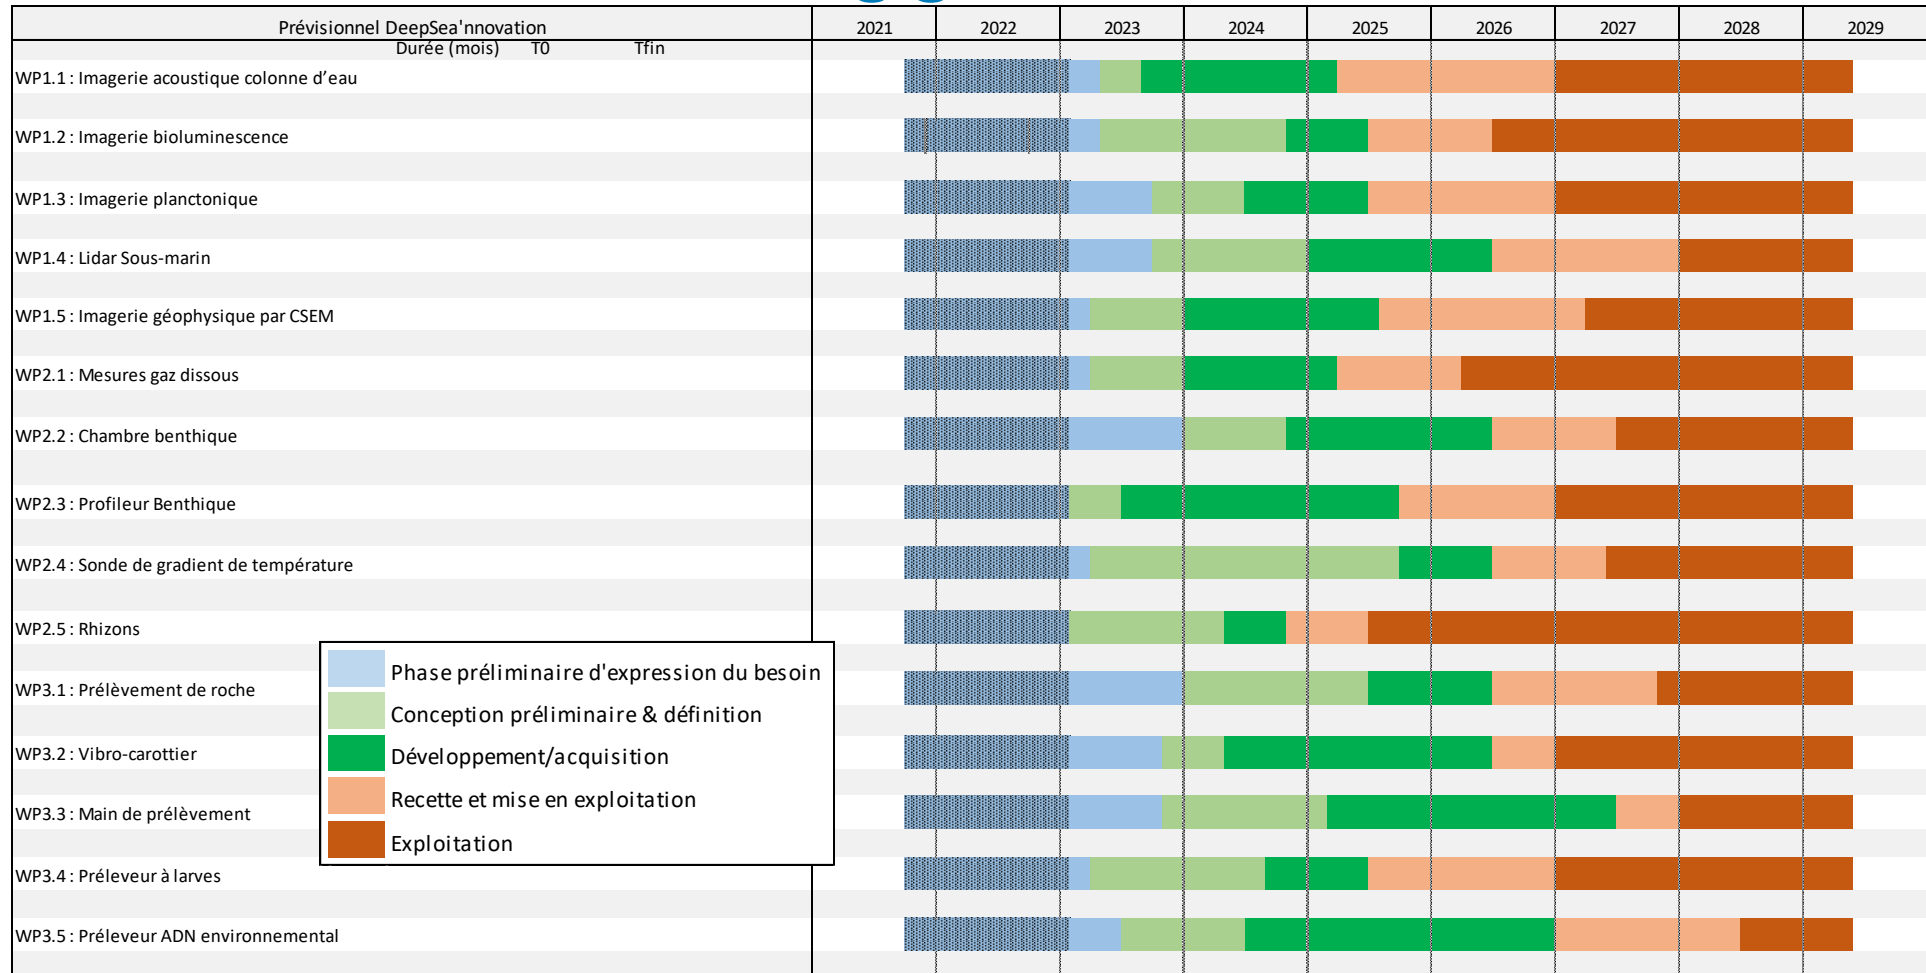 Prévisionnel DeepSea'nnovation 2021 2022 2023 2024 2025 2026 2027 2028 2029
Durée (mois) T0 Tfin
WP1.1 : Imagerie acoustique colonne d’eau
WP1.2 : Imagerie bioluminescence
WP1.3 : Imagerie planctonique
WP1.4 : Lidar Sous-marin
WP1.5 : Imagerie géophysique par CSEM
WP2.1 : Mesures gaz dissous
WP2.2 : Chambre benthique
WP2.3 : Profileur Benthique
WP2.4 : Sonde de gradient de température
WP2.5 : Rhizons
WP3.1 : Prélèvement de roche
WP3.2 : Vibro-carottier
WP3.3 : Main de prélèvement
WP3.4 : Préleveur à larves
WP3.5 : Préleveur ADN environnemental
Phase préliminaire d'expression du besoin
Conception préliminaire & définition
Développement/acquisition
Recette et mise en exploitation
Exploitation